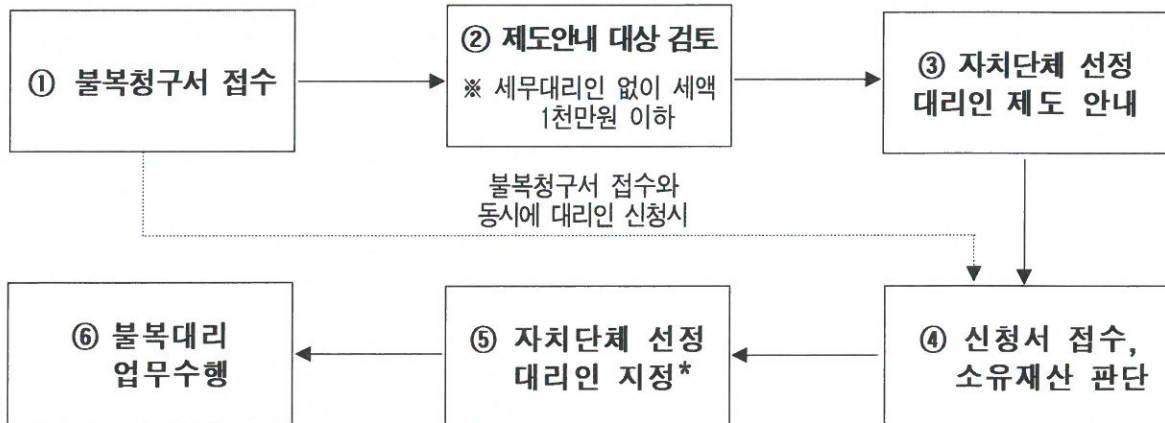 ① 불복청구서 접수
② 제도안내 대상 검토
※ 세무대리인 없이 세액
1천만원 이하
③ 자치단체 선정
대리인 제도 안내
불복청구서 접수와
동시에 대리인 신청시
④ 신청서 접수,
소유재산 판단
⑤ 자치단체 선정
대리인 지정*
⑥ 불복대리
업무수행